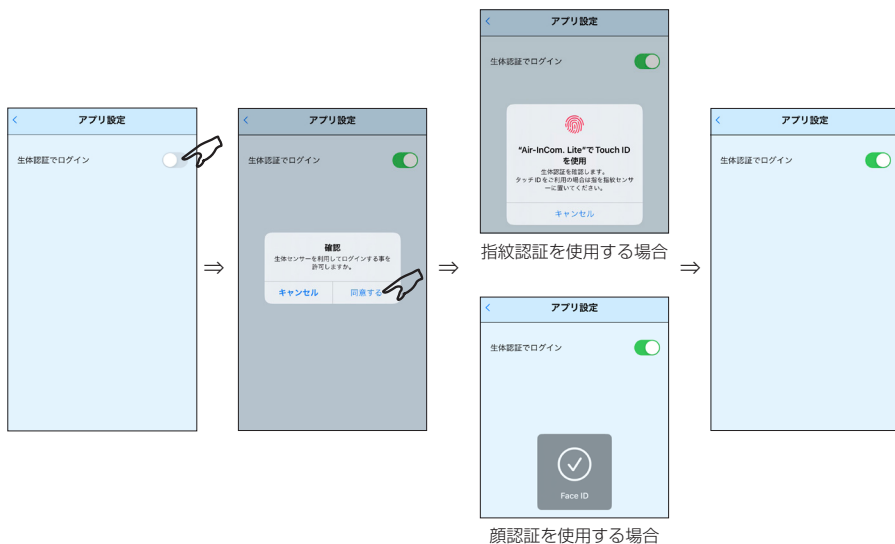 アプリ設定
生体認証でログイン
⇒
アプリ設定
生体認証でログイン
確認
生体センサーを利用してログインする事を
許可しますか。
キャンセル
同意する
⇒
アプリ設定
生体認証でログイン
"Air-InCom. Lite"で Touch ID
を使用
生体認証を確認します。
タッチ ID をご利用の場合は指を指紋センサ
ーに置いてください。
キャンセル
指紋認証を使用する場合
アプリ設定
生体認証でログイン
Face ID
顔認証を使用する場合
⇒
アプリ設定
生体認証でログイン